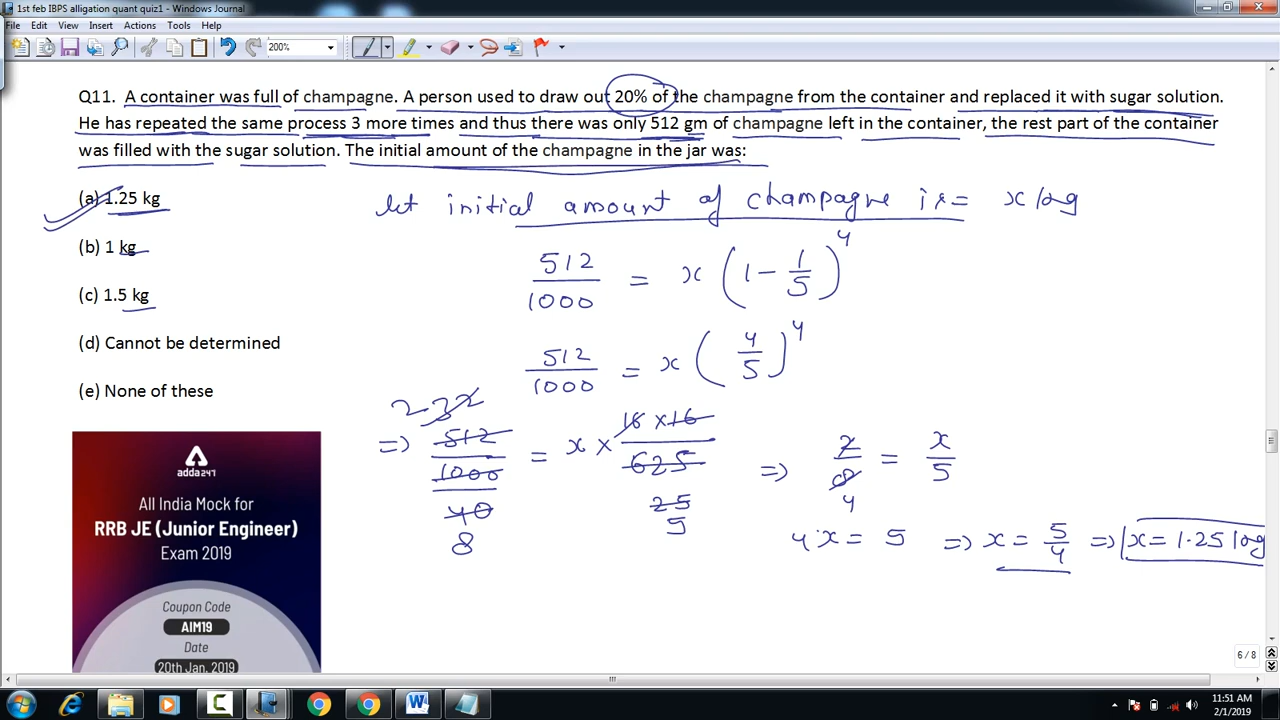 1st feb IBPS alligation quant quiz1 - Windows Journal
File Edit View Insert Actions Tools Help
200%
Q11. A container was full of champagne. A person used to draw out 20% of the champagne from the container and replaced it with sugar solution.
He has repeated the same process 3 more times and thus there was only 512 gm of champagne left in the container, the rest part of the container
was filled with the sugar solution. The initial amount of the champagne in the jar was:
(a) 1.25 kg
let initial amount of champagne is = x kg
(b) 1 kg
512/1000 = x (1 - 1/5)^4
(c) 1.5 kg
(d) Cannot be determined
512/1000 = x (4/5)^4
(e) None of these
2 32
=> 512/1000 = x × 16×16/625
40 25
8 5
=> 2/8 = x/5
4
4x = 5 => x = 5/4 => x = 1.25 kg
adda247
All India Mock for
RRB JE (Junior Engineer)
Exam 2019
Coupon Code
AIM19
Date
20th Jan, 2019
6 / 8
11:51 AM
2/1/2019